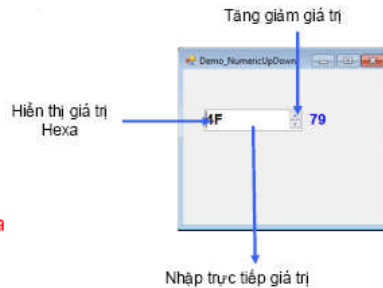 Tăng giảm giá trị
Demo_NumericUpDown
Hiển thị giá trị
Hexa
4F
79
a
Nhập trực tiếp giá trị